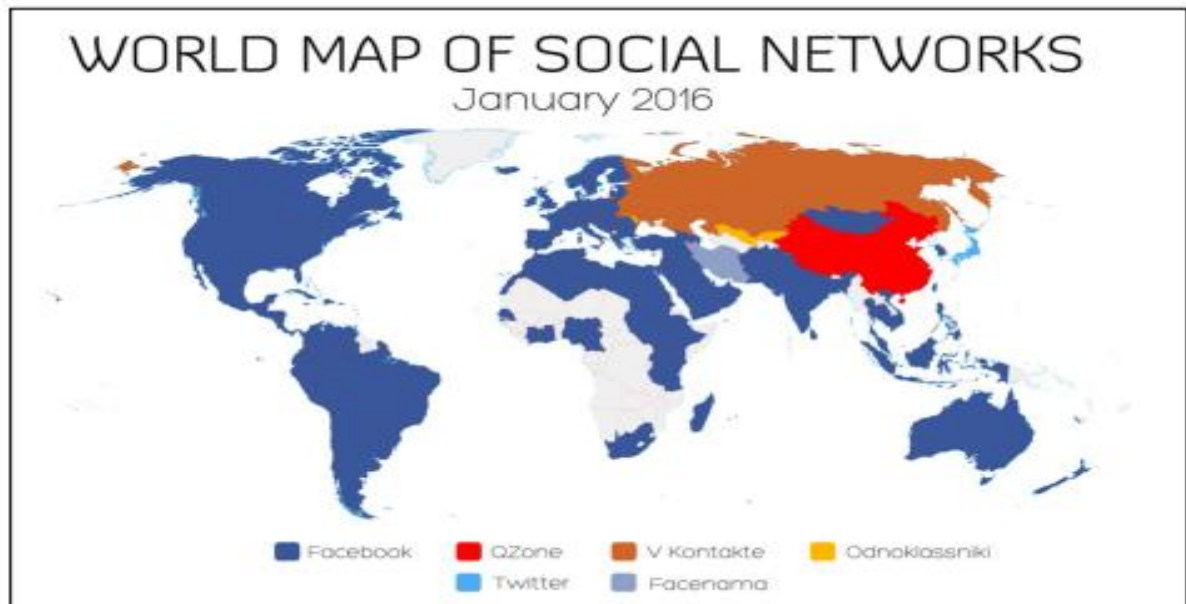 WORLD MAP OF SOCIAL NETWORKS
January 2016
Facebook QZone V Kontakte Odnoklassniki
Twitter Facenama